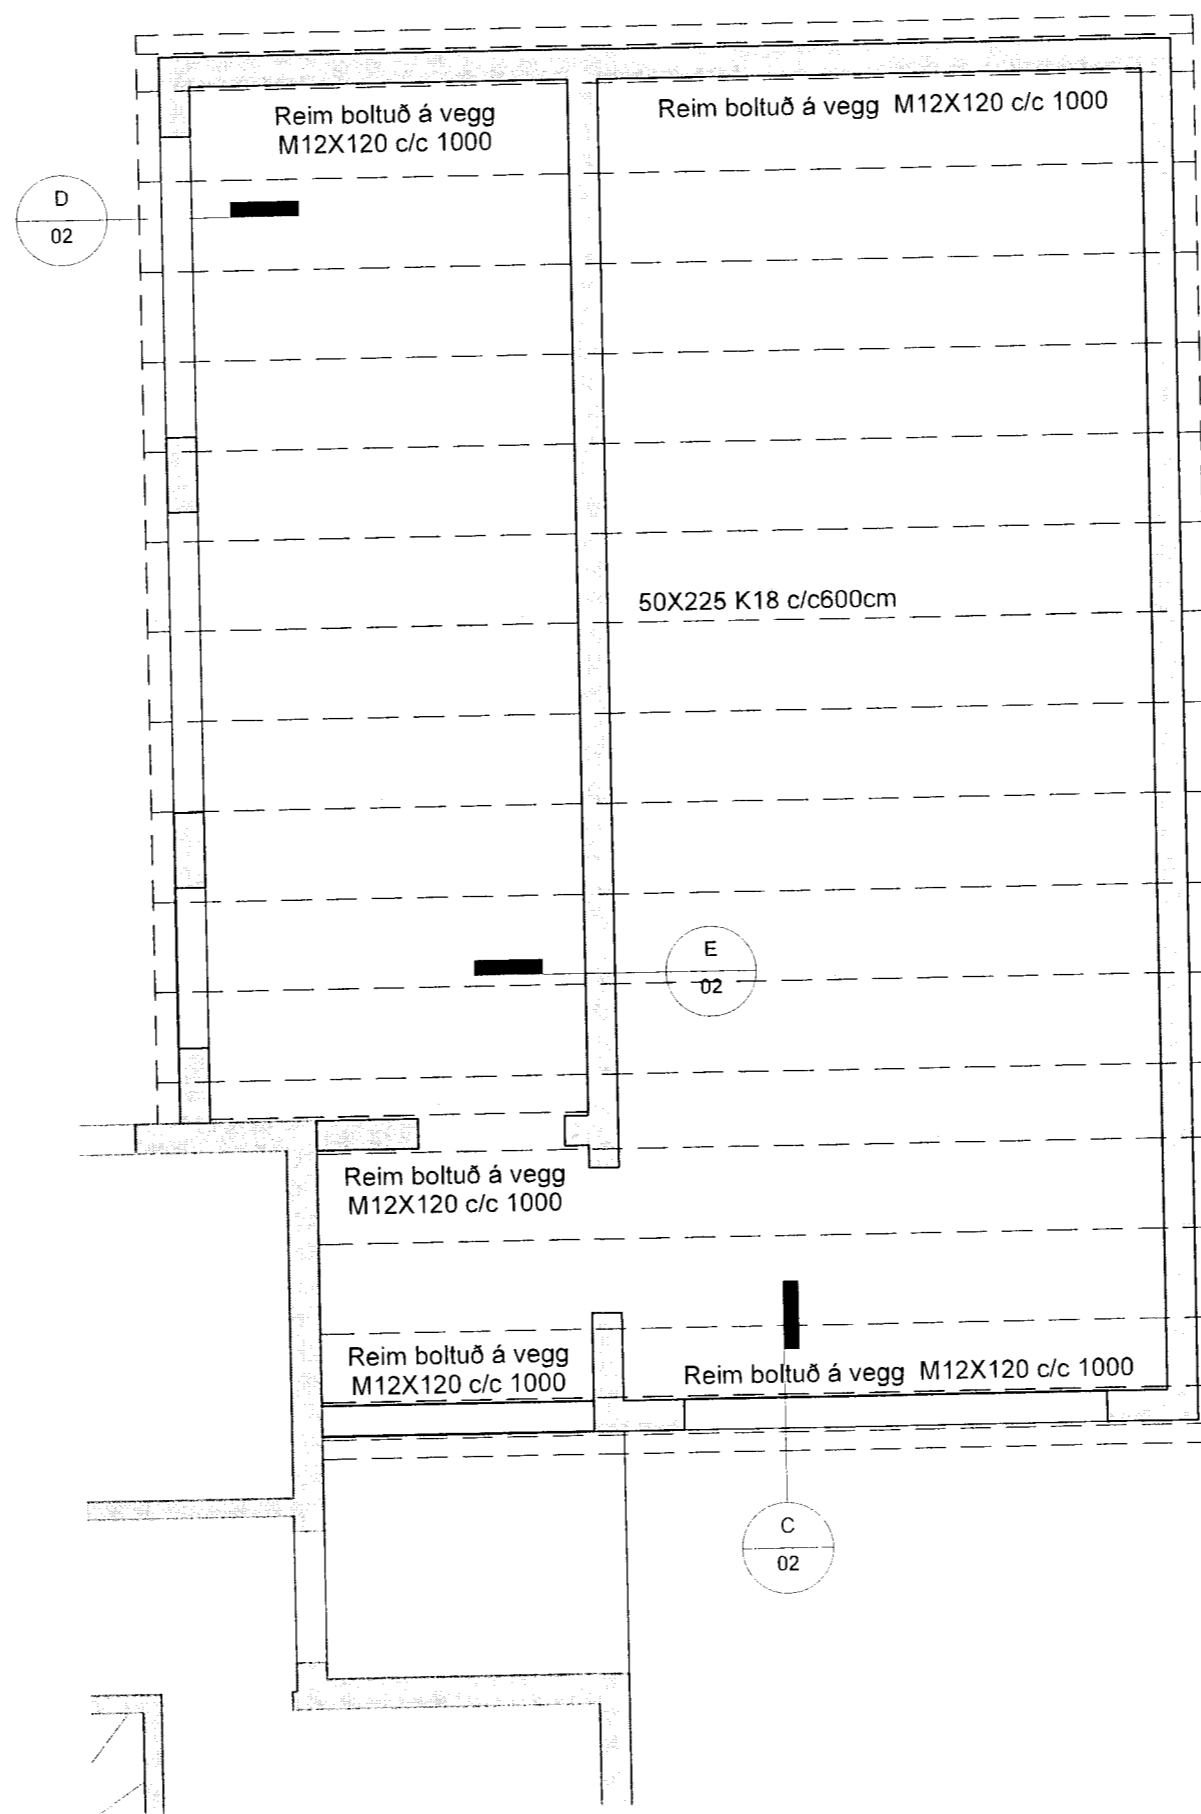 Reim boltuð á vegg
M12X120 c/c 1000
Reim boltuð á vegg M12X120 c/c 1000
D
02
50X225 K18 c/c600cm
E
02
Reim boltuð á vegg
M12X120 c/c 1000
Reim boltuð á vegg
M12X120 c/c 1000
Reim boltuð á vegg M12X120 c/c 1000
C
02